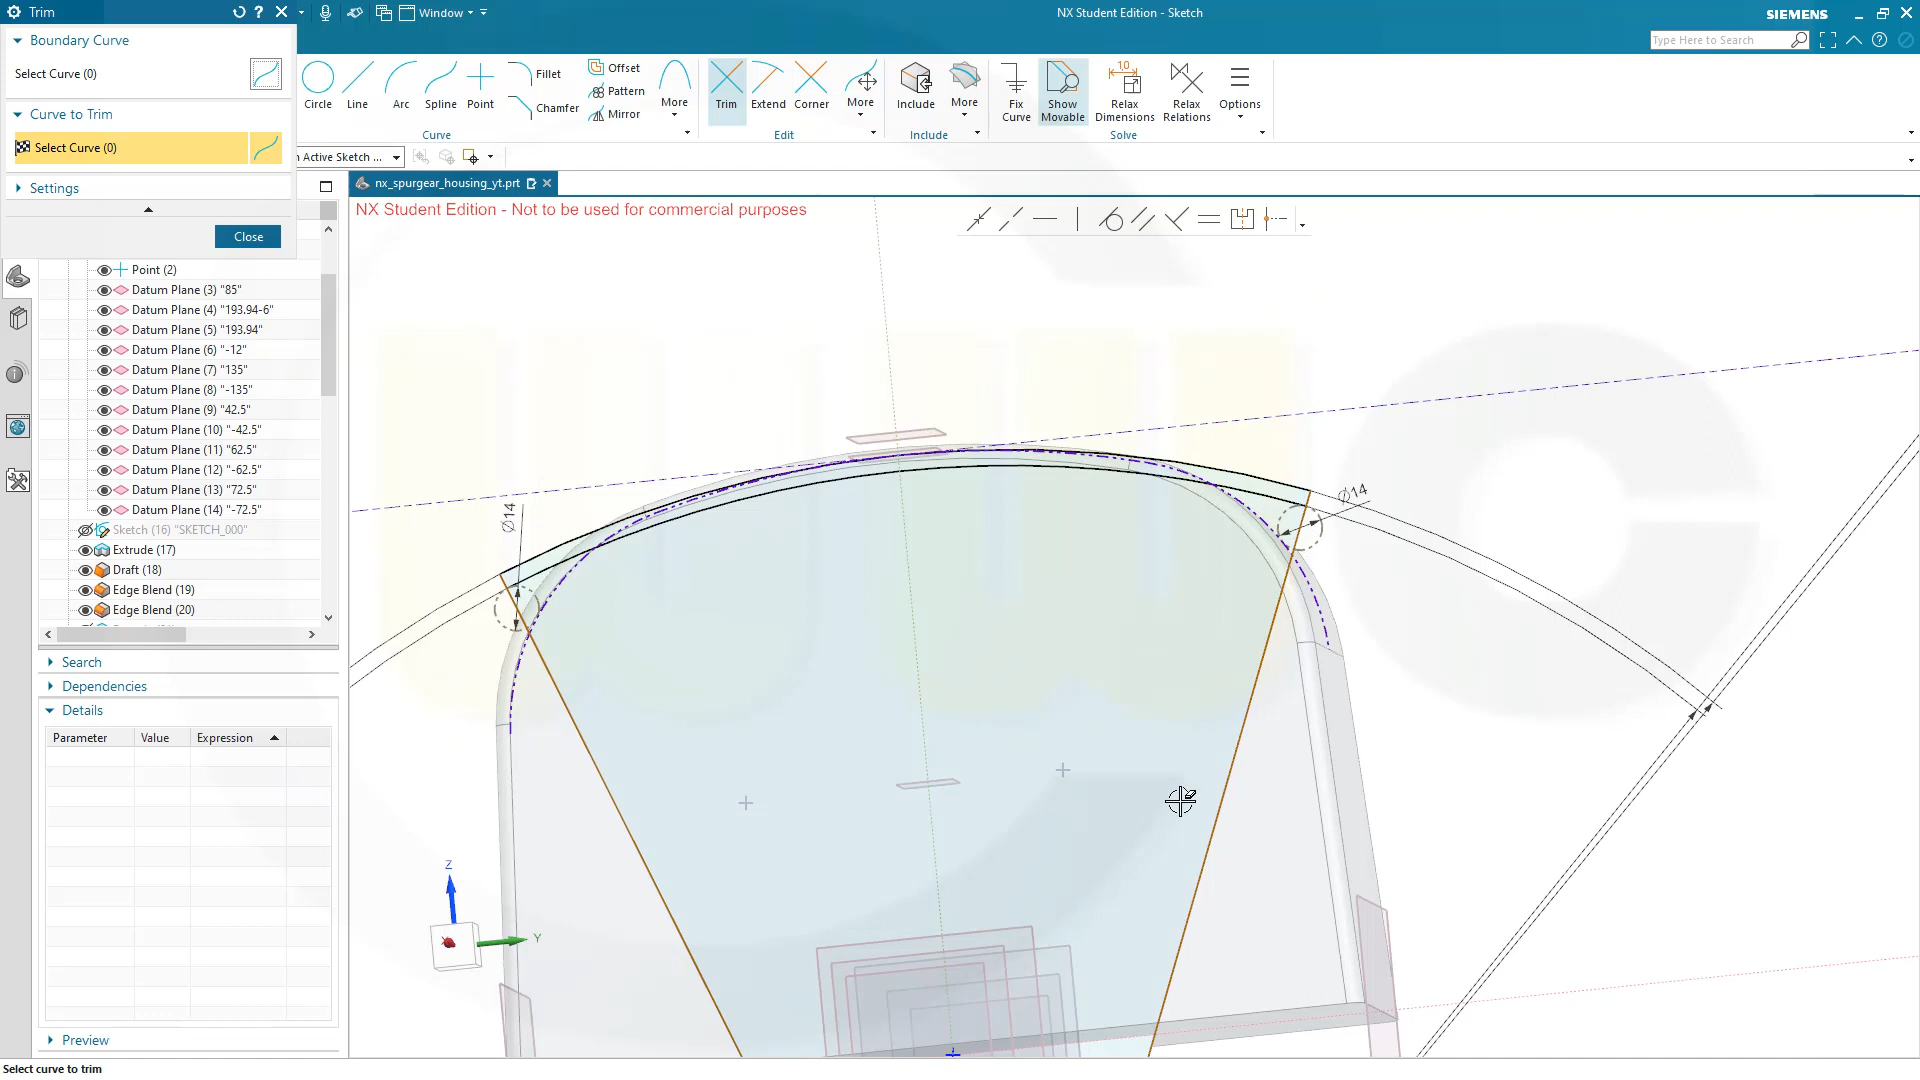 Trim
Window
NX Student Edition - Sketch
SIEMENS
Boundary Curve
Type Here to Search
Select Curve (0)
Circle
Line
Arc
Spline
Point
Fillet
Chamfer
Offset
Pattern
Mirror
More
Trim
Extend
Corner
More
Include
More
Fix Curve
Show Movable
Relax Dimensions
Relax Relations
Options
Curve to Trim
Curve
Edit
Include
Solve
Select Curve (0)
Active Sketch ...
Settings
nx_spurgear_housing_yt.prt
NX Student Edition - Not to be used for commercial purposes
Close
Point (2)
Datum Plane (3) "85"
Datum Plane (4) "193.94-6"
Datum Plane (5) "193.94"
Datum Plane (6) "-12"
Datum Plane (7) "135"
Datum Plane (8) "-135"
Datum Plane (9) "42.5"
Datum Plane (10) "-42.5"
Datum Plane (11) "62.5"
Datum Plane (12) "-62.5"
Datum Plane (13) "72.5"
Datum Plane (14) "-72.5"
Sketch (16) "SKETCH_000"
Extrude (17)
Draft (18)
Edge Blend (19)
Edge Blend (20)
Ø14
Ø14
Search
Dependencies
Details
Parameter Value Expression
Z
Y
Preview
Select curve to trim